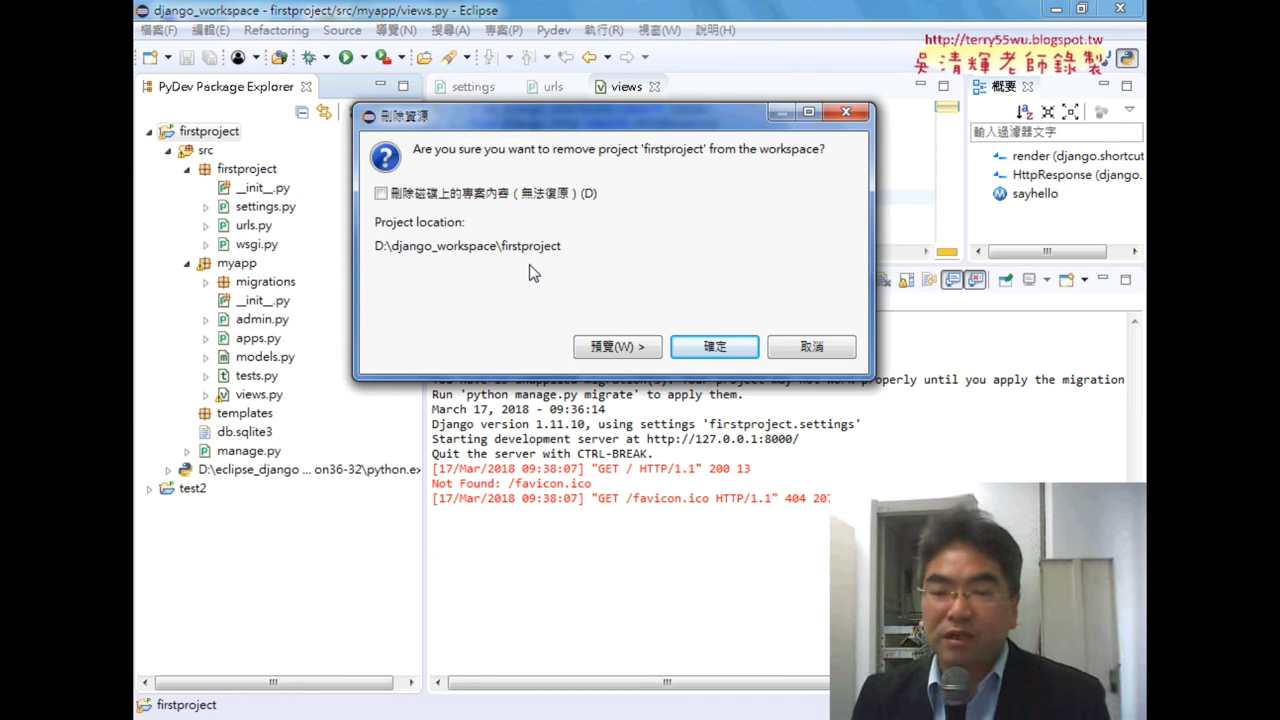 django_workspace - firstproject/src/myapp/views.py - Eclipse
檔案(F) 編輯(E) Refactoring Source 導覽(N) 搜尋(A) 專案(P) Pydev 執行(R) 視窗(W) 說明(H)
http://terry55wu.blogspot.tw
吳清輝老師錄製
PyDev Package Explorer
settings
urls
views
概要
輸入過濾器文字
render (django.shortcut
HttpResponse (django.
sayhello
firstproject
src
firstproject
__init__.py
settings.py
urls.py
wsgi.py
myapp
migrations
__init__.py
admin.py
apps.py
models.py
tests.py
views.py
templates
db.sqlite3
manage.py
D:\eclipse_django ... on36-32\python.ex
test2
刪除資源
Are you sure you want to remove project 'firstproject' from the workspace?
刪除磁碟上的專案內容（無法復原）(D)
Project location:
D:\django_workspace\firstproject
預覽(W) >
確定
取消
properly until you apply the migration
Run 'python manage.py migrate' to apply them.
March 17, 2018 - 09:36:14
Django version 1.11.10, using settings 'firstproject.settings'
Starting development server at http://127.0.0.1:8000/
Quit the server with CTRL-BREAK.
[17/Mar/2018 09:38:07] "GET / HTTP/1.1" 200 13
Not Found: /favicon.ico
[17/Mar/2018 09:38:07] "GET /favicon.ico HTTP/1.1" 404 207
firstproject